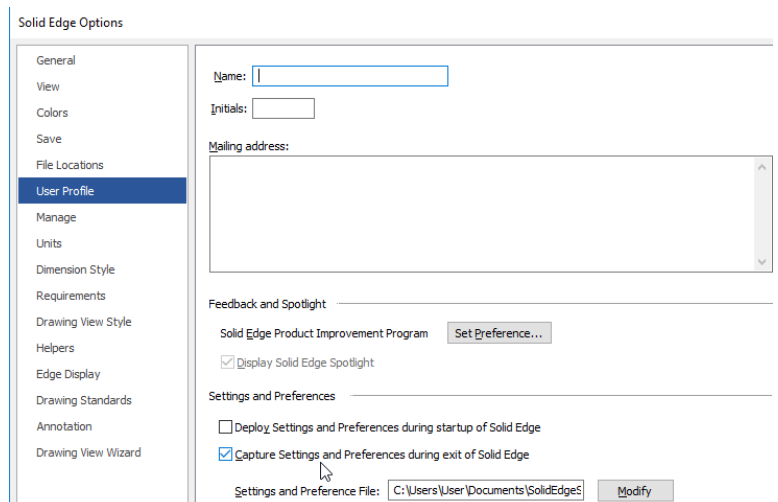 Solid Edge Options
General
View
Colors
Save
File Locations
User Profile
Manage
Units
Dimension Style
Requirements
Drawing View Style
Helpers
Edge Display
Drawing Standards
Annotation
Drawing View Wizard
Name:
Initials:
Mailing address:
Feedback and Spotlight
Solid Edge Product Improvement Program Set Preference...
Display Solid Edge Spotlight
Settings and Preferences
Deploy Settings and Preferences during startup of Solid Edge
Capture Settings and Preferences during exit of Solid Edge
Settings and Preference File: C:\Users\User\Documents\SolidEdgeS Modify